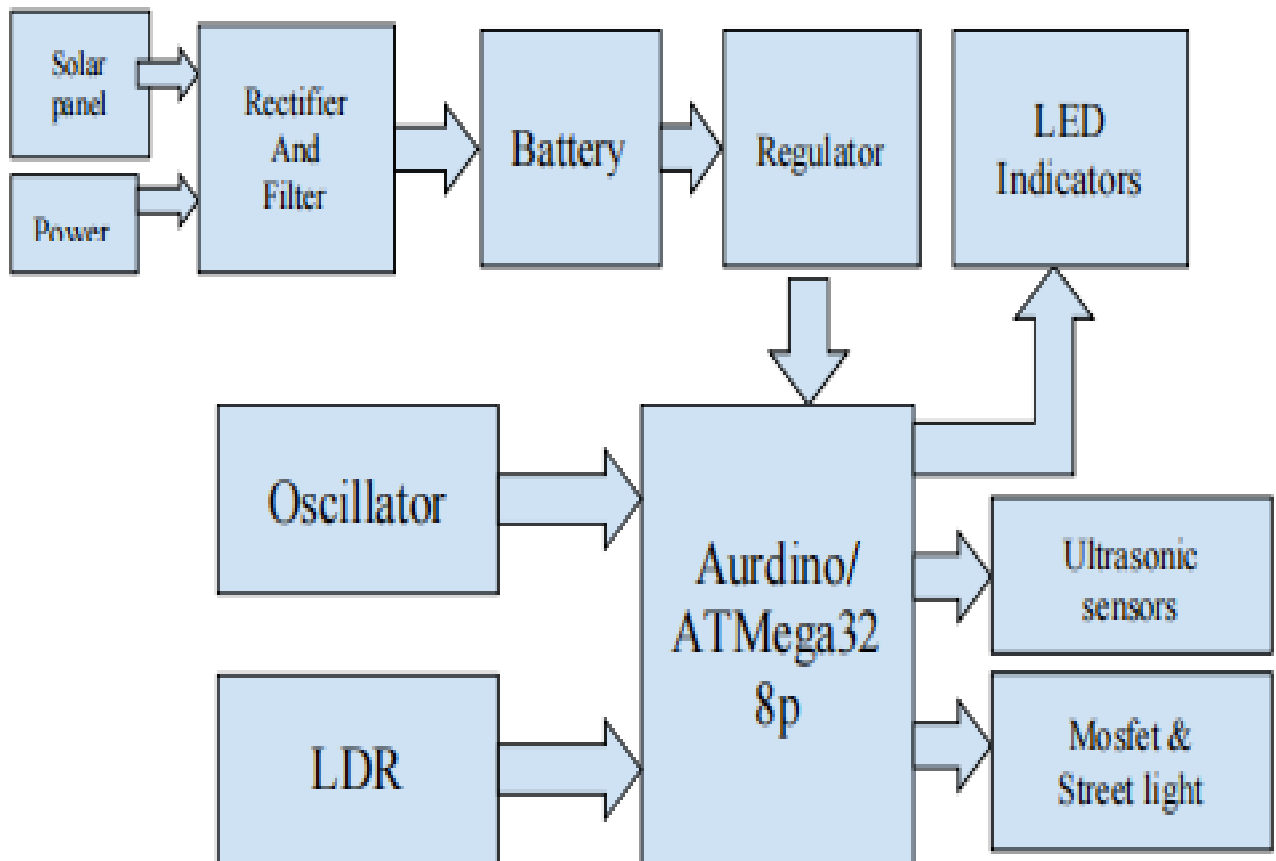 Solar
panel
Power
Rectifier
And
Filter
Battery
Regulator
LED
Indicators
Oscillator
LDR
Aurdino/
ATMega32
8p
Ultrasonic
sensors
Mosfet &
Street light